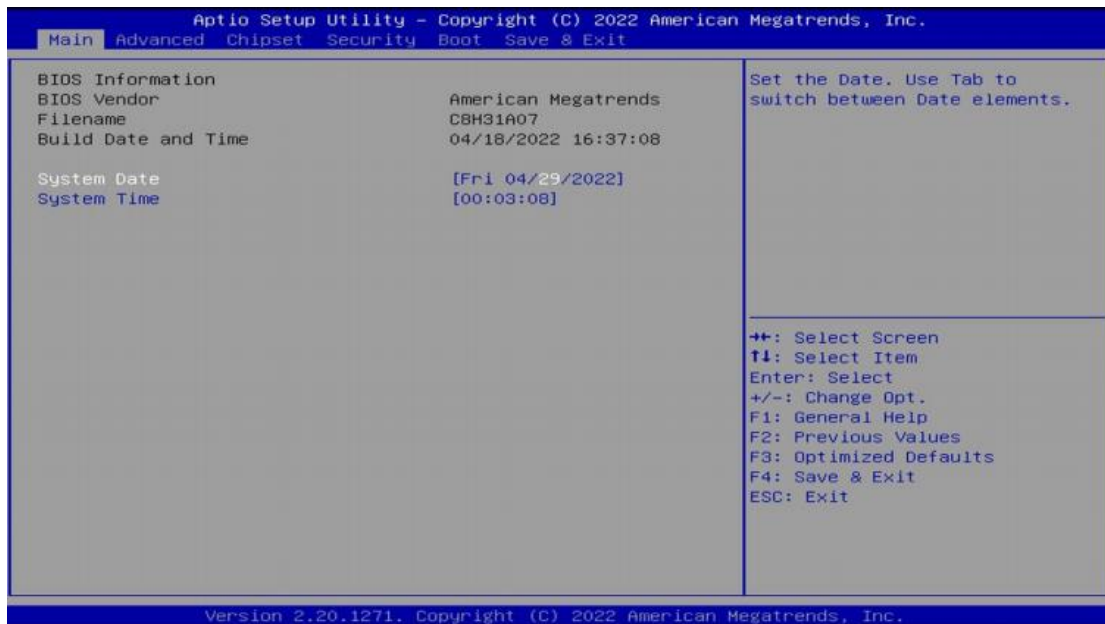 Aptio Setup Utility – Copyright (C) 2022 American Megatrends, Inc.
Main Advanced Chipset Security Boot Save & Exit
BIOS Information
BIOS Vendor American Megatrends
Filename C8H31A07
Build Date and Time 04/18/2022 16:37:08
System Date [Fri 04/29/2022]
System Time [00:03:08]
Set the Date. Use Tab to
switch between Date elements.
→←: Select Screen
↑↓: Select Item
Enter: Select
+/-: Change Opt.
F1: General Help
F2: Previous Values
F3: Optimized Defaults
F4: Save & Exit
ESC: Exit
Version 2.20.1271. Copyright (C) 2022 American Megatrends, Inc.